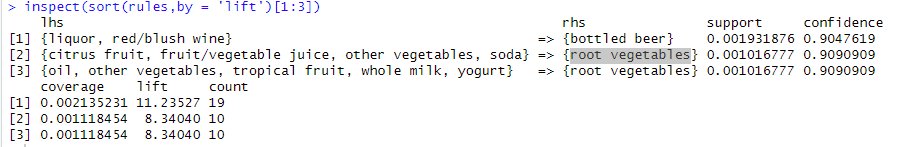 > inspect(sort(rules,by = 'lift')[1:3])
lhs rhs support confidence
[1] {liquor, red/blush wine} => {bottled beer} 0.001931876 0.9047619
[2] {citrus fruit, fruit/vegetable juice, other vegetables, soda} => {root vegetables} 0.001016777 0.9090909
[3] {oil, other vegetables, tropical fruit, whole milk, yogurt} => {root vegetables} 0.001016777 0.9090909
coverage lift count
[1] 0.002135231 11.23527 19
[2] 0.001118454 8.34040 10
[3] 0.001118454 8.34040 10